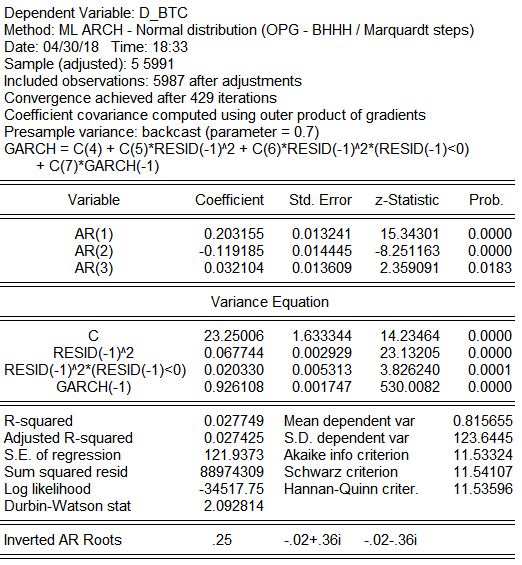 Dependent Variable: D_BTC
Method: ML ARCH - Normal distribution (OPG - BHHH / Marquardt steps)
Date: 04/30/18 Time: 18:33
Sample (adjusted): 5 5991
Included observations: 5987 after adjustments
Convergence achieved after 429 iterations
Coefficient covariance computed using outer product of gradients
Presample variance: backcast (parameter = 0.7)
GARCH = C(4) + C(5)*RESID(-1)^2 + C(6)*RESID(-1)^2*(RESID(-1)<0)
+ C(7)*GARCH(-1)
Variable Coefficient Std. Error z-Statistic Prob.
AR(1) 0.203155 0.013241 15.34301 0.0000
AR(2) -0.119185 0.014445 -8.251163 0.0000
AR(3) 0.032104 0.013609 2.359091 0.0183
Variance Equation
C 23.25006 1.633344 14.23464 0.0000
RESID(-1)^2 0.067744 0.002929 23.13205 0.0000
RESID(-1)^2*(RESID(-1)<0) 0.020330 0.005313 3.826240 0.0001
GARCH(-1) 0.926108 0.001747 530.0082 0.0000
R-squared 0.027749 Mean dependent var 0.815655
Adjusted R-squared 0.027425 S.D. dependent var 123.6445
S.E. of regression 121.9373 Akaike info criterion 11.53324
Sum squared resid 88974309 Schwarz criterion 11.54107
Log likelihood -34517.75 Hannan-Quinn criter. 11.53596
Durbin-Watson stat 2.092814
Inverted AR Roots .25 -.02+.36i -.02-.36i